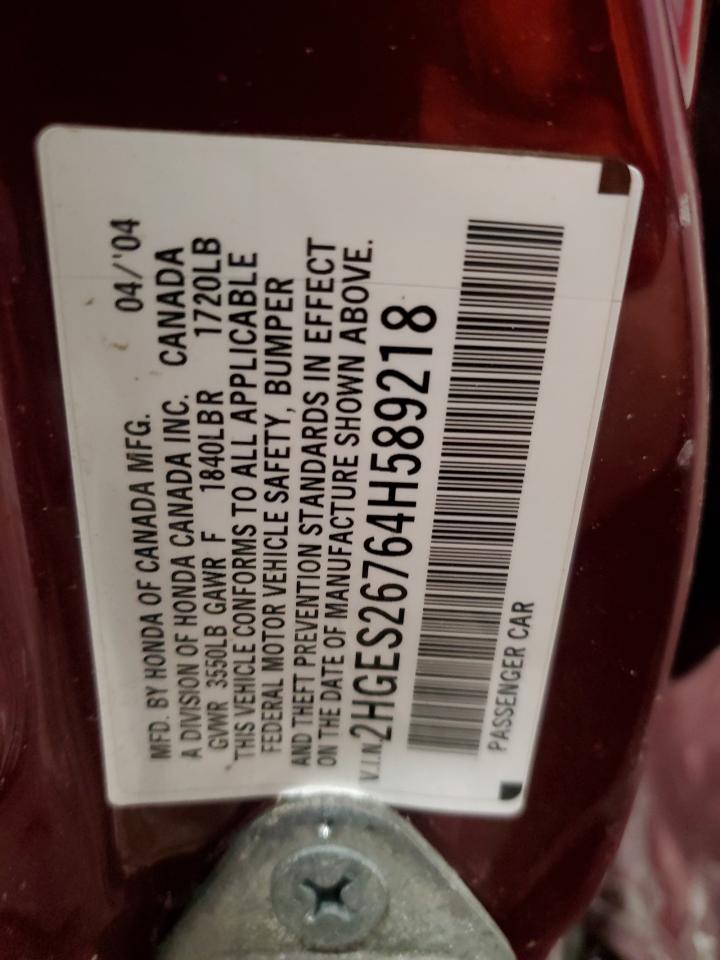 MFD. BY HONDA OF CANADA MFG. 04/'04
A DIVISION OF HONDA CANADA INC. CANADA
GVWR 3550LB GAWR F 1840LBR 1720LB
THIS VEHICLE CONFORMS TO ALL APPLICABLE
FEDERAL MOTOR VEHICLE SAFETY, BUMPER
AND THEFT PREVENTION STANDARDS IN EFFECT
ON THE DATE OF MANUFACTURE SHOWN ABOVE.
V.I.N. 2HGES26764H589218
PASSENGER CAR